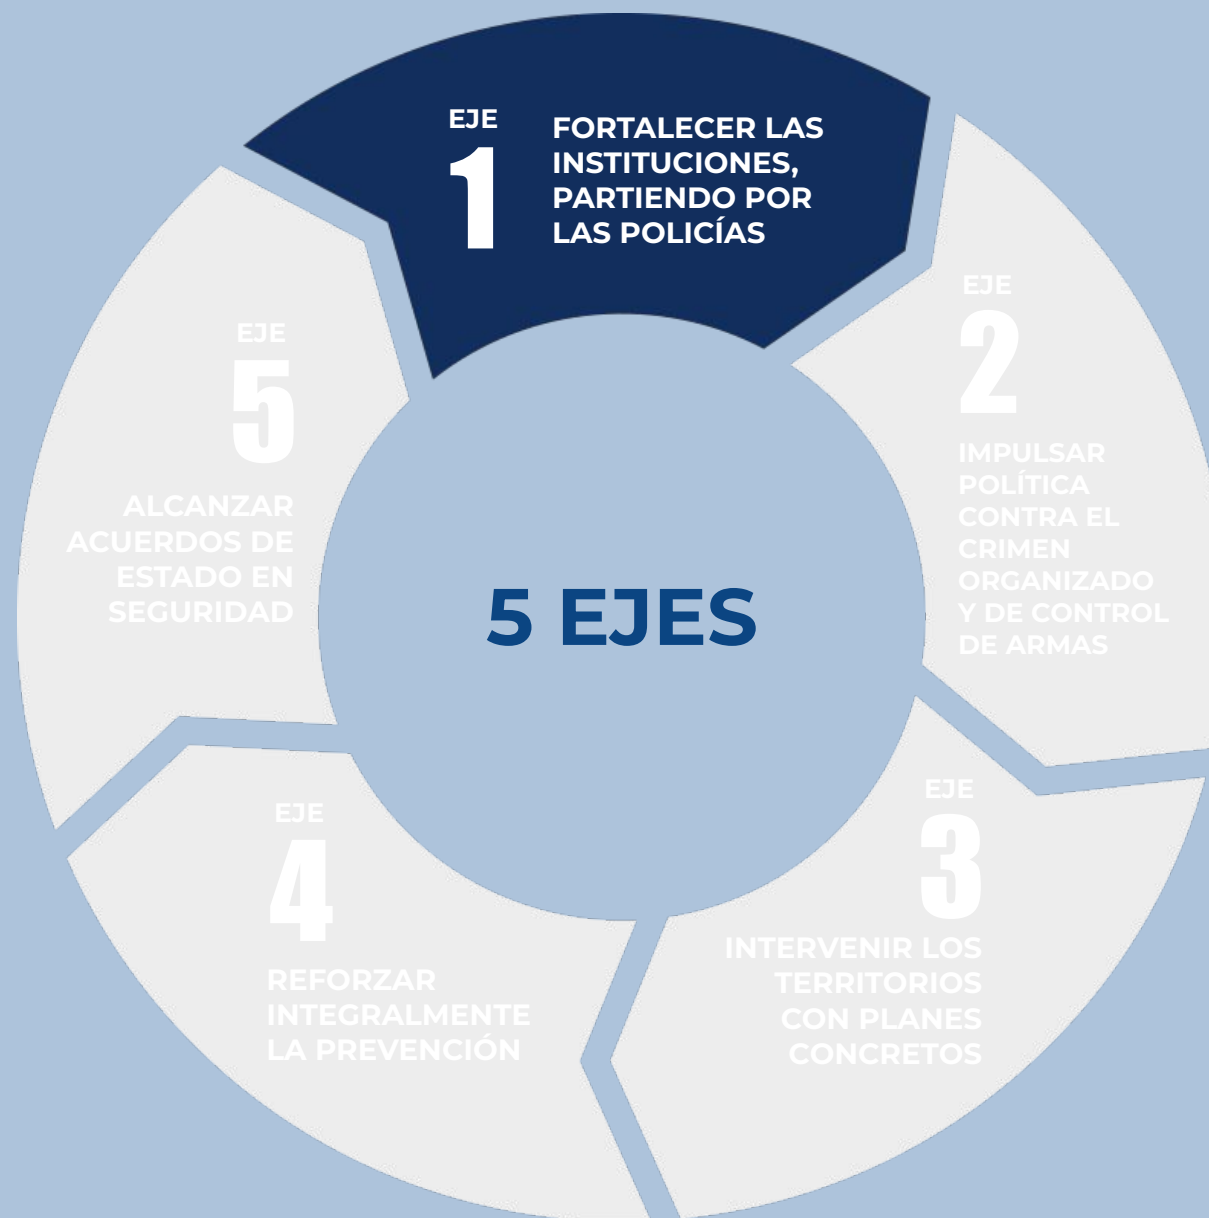 EJE
1
FORTALECER LAS
INSTITUCIONES,
PARTIENDO POR
LAS POLICÍAS
EJE
2
IMPULSAR
POLÍTICA
CONTRA EL
CRIMEN
ORGANIZADO
Y DE CONTROL
DE ARMAS
EJE
3
INTERVENIR LOS
TERRITORIOS
CON PLANES
CONCRETOS
EJE
4
REFORZAR
INTEGRALMENTE
LA PREVENCIÓN
EJE
5
ALCANZAR
ACUERDOS DE
ESTADO EN
SEGURIDAD
5 EJES